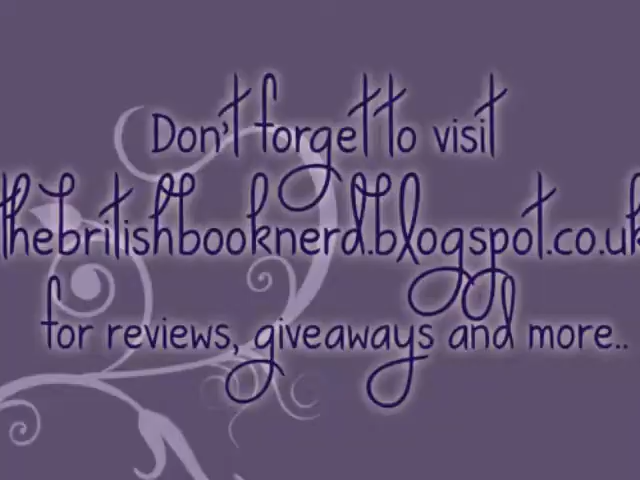 Don't forget to visit
thebritishbooknerd.blogspot.co.uk
for reviews, giveaways and more..